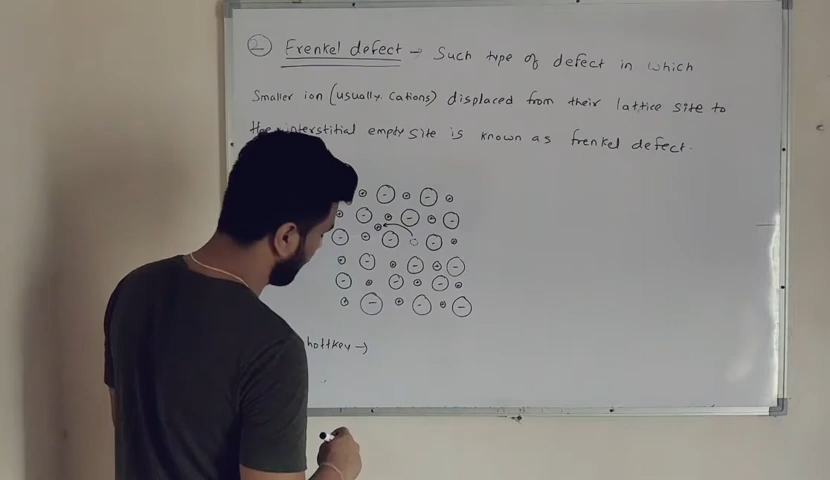 ② Frenkel defect → Such type of defect in which
Smaller ion (usually cations) displaced from their lattice site to
the interstitial empty site is known as frenkel defect.
hottkey →